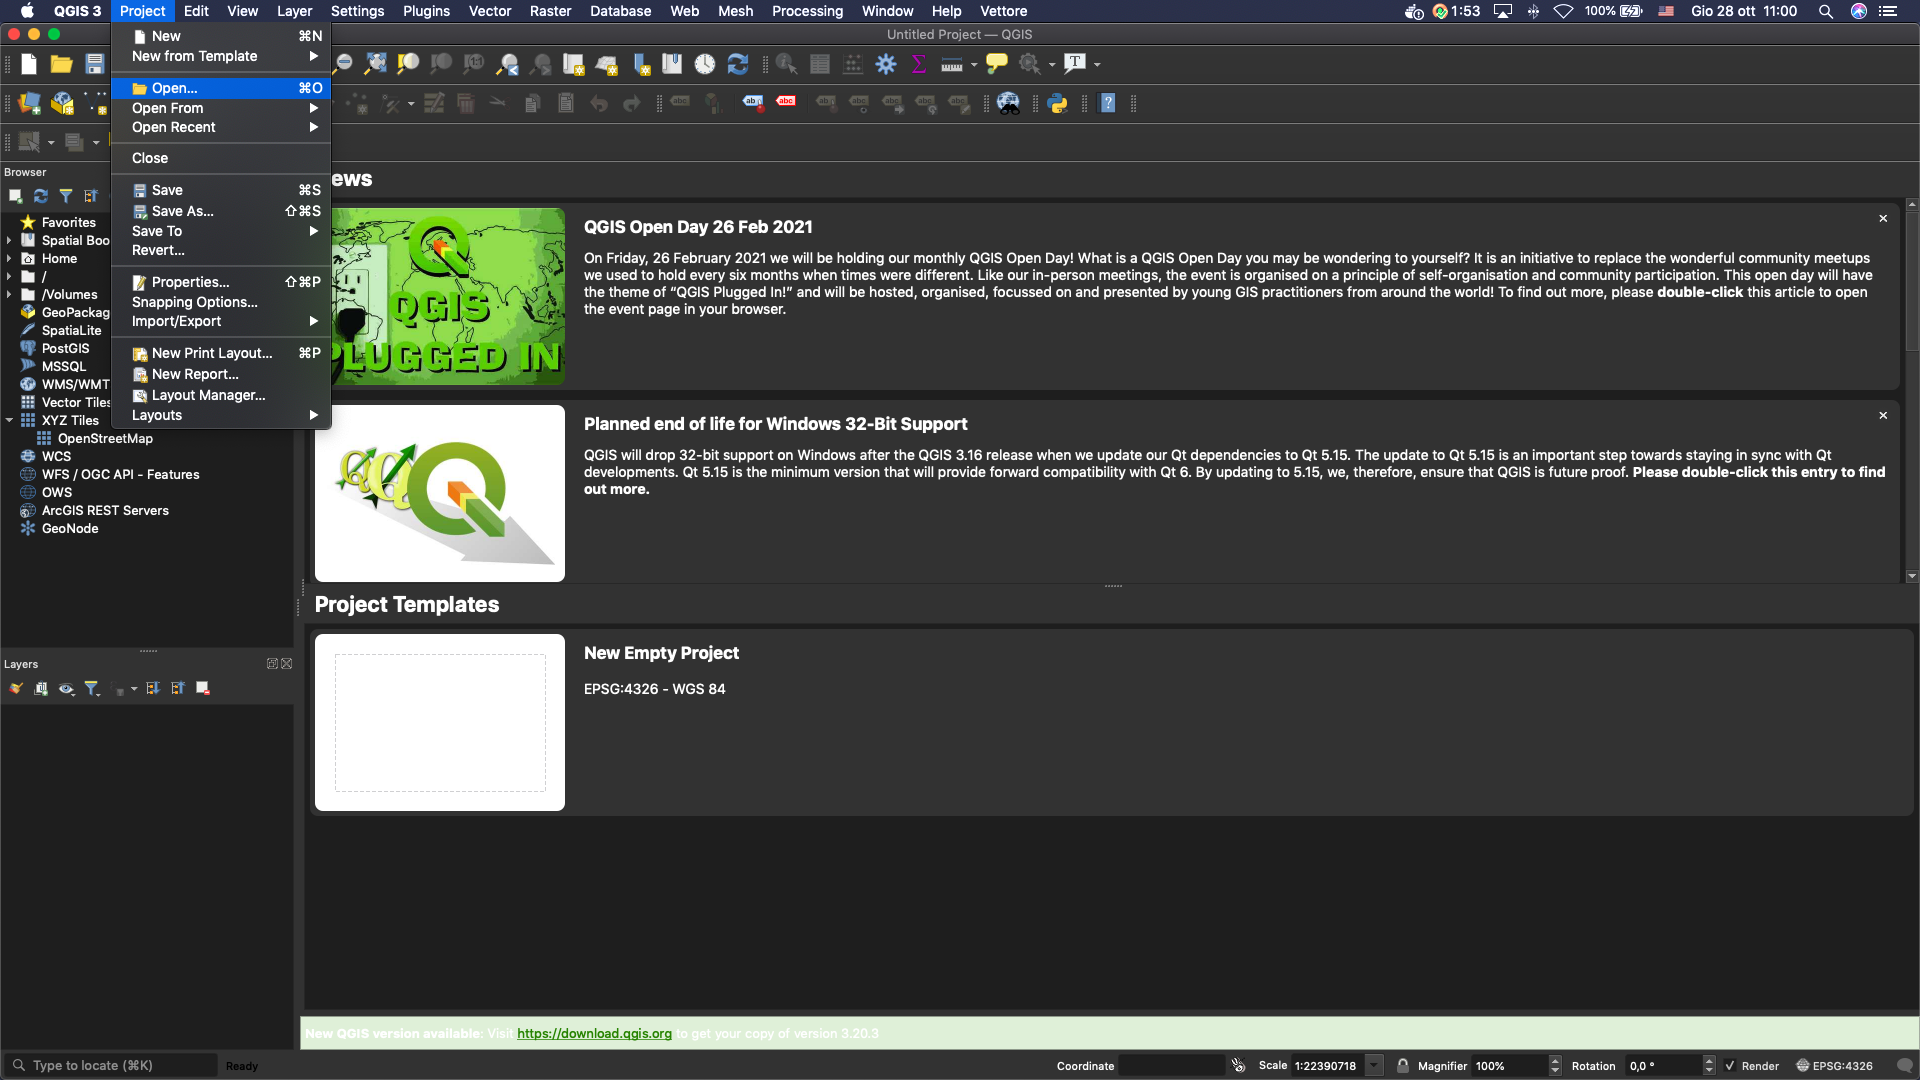 QGIS 3 Project Edit View Layer Settings Plugins Vector Raster Database Web Mesh Processing Window Help Vettore 1:53 100% Gio 28 ott 11:00
Untitled Project — QGIS
New ⌘N
New from Template
Open... ⌘O
Open From
Open Recent
Close
Save ⌘S
Save As... ⇧⌘S
Save To
Revert...
Properties... ⇧⌘P
Snapping Options...
Import/Export
New Print Layout... ⌘P
New Report...
Layout Manager...
Layouts
abc
abc
abc
T
?
Browser
Favorites
Spatial Boo
Home
/
/Volumes
GeoPackag
SpatiaLite
PostGIS
MSSQL
WMS/WMT
Vector Tiles
XYZ Tiles
OpenStreetMap
WCS
WFS / OGC API - Features
OWS
ArcGIS REST Servers
GeoNode
Layers
ews
QGIS
PLUGGED IN
QGIS Open Day 26 Feb 2021
On Friday, 26 February 2021 we will be holding our monthly QGIS Open Day! What is a QGIS Open Day you may be wondering to yourself? It is an initiative to replace the wonderful community meetups
we used to hold every six months when times were different. Like our in-person meetings, the event is organised on a principle of self-organisation and community participation. This open day will have
the theme of “QGIS Plugged In!” and will be hosted, organised, focussed on and presented by young GIS practitioners from around the world! To find out more, please double-click this article to open
the event page in your browser.
Planned end of life for Windows 32-Bit Support
QGIS will drop 32-bit support on Windows after the QGIS 3.16 release when we update our Qt dependencies to Qt 5.15. The update to Qt 5.15 is an important step towards staying in sync with Qt
developments. Qt 5.15 is the minimum version that will provide forward compatibility with Qt 6. By updating to 5.15, we, therefore, ensure that QGIS is future proof. Please double-click this entry to find
out more.
Project Templates
New Empty Project
EPSG:4326 - WGS 84
New QGIS version available: Visit https://download.qgis.org to get your copy of version 3.20.3
Type to locate (⌘K) Ready Coordinate Scale 1:22390718 Magnifier 100% Rotation 0,0 ° Render EPSG:4326